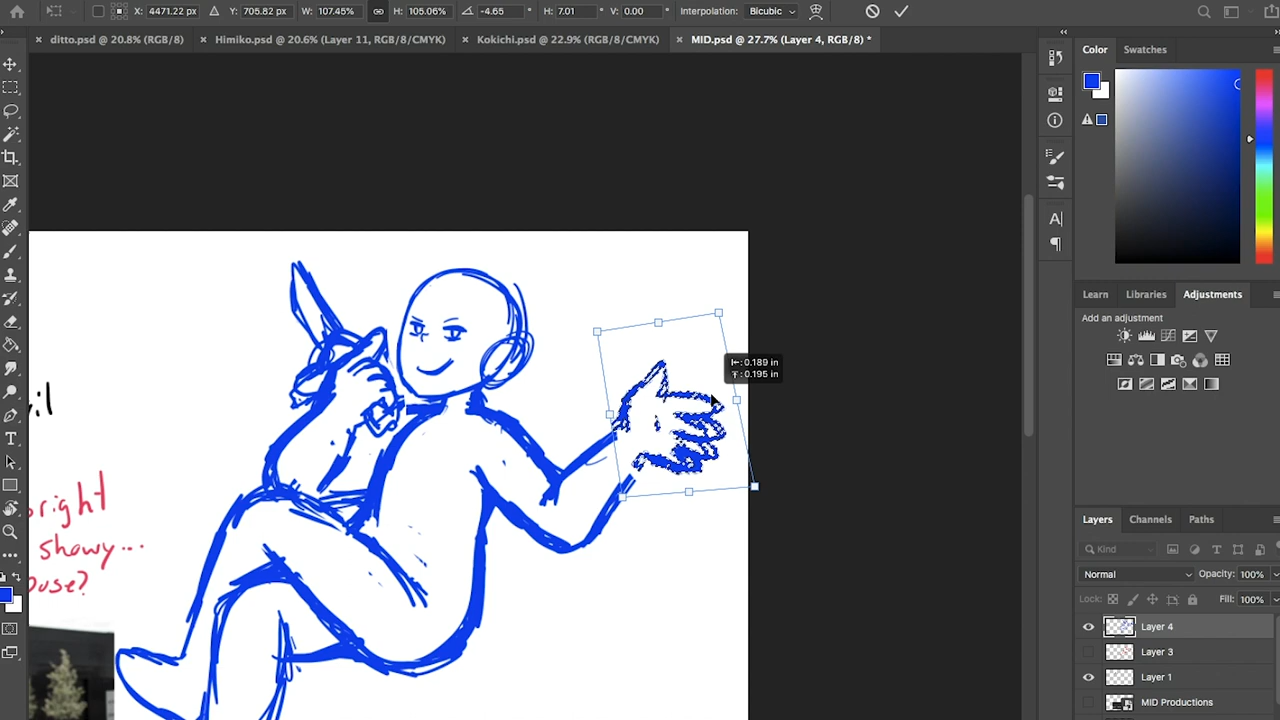 X: 4471.22 px Y: 705.82 px W: 107.45% H: 105.06% -4.65 ° H: 7.01 ° V: 0.00 ° Interpolation: Bicubic
× ditto.psd @ 20.8% (RGB/8) × Himiko.psd @ 20.6% (Layer 11, RGB/8/CMYK) × Kokichi.psd @ 22.9% (RGB/8/CMYK) × MID.psd @ 27.7% (Layer 4, RGB/8) *
Color Swatches
Learn Libraries Adjustments
Add an adjustment
: 0.189 in
: 0.195 in
il
right
showy...
ouse?
Layers Channels Paths
Kind
Normal Opacity: 100%
Lock: Fill: 100%
Layer 4
Layer 3
Layer 1
MID Productions